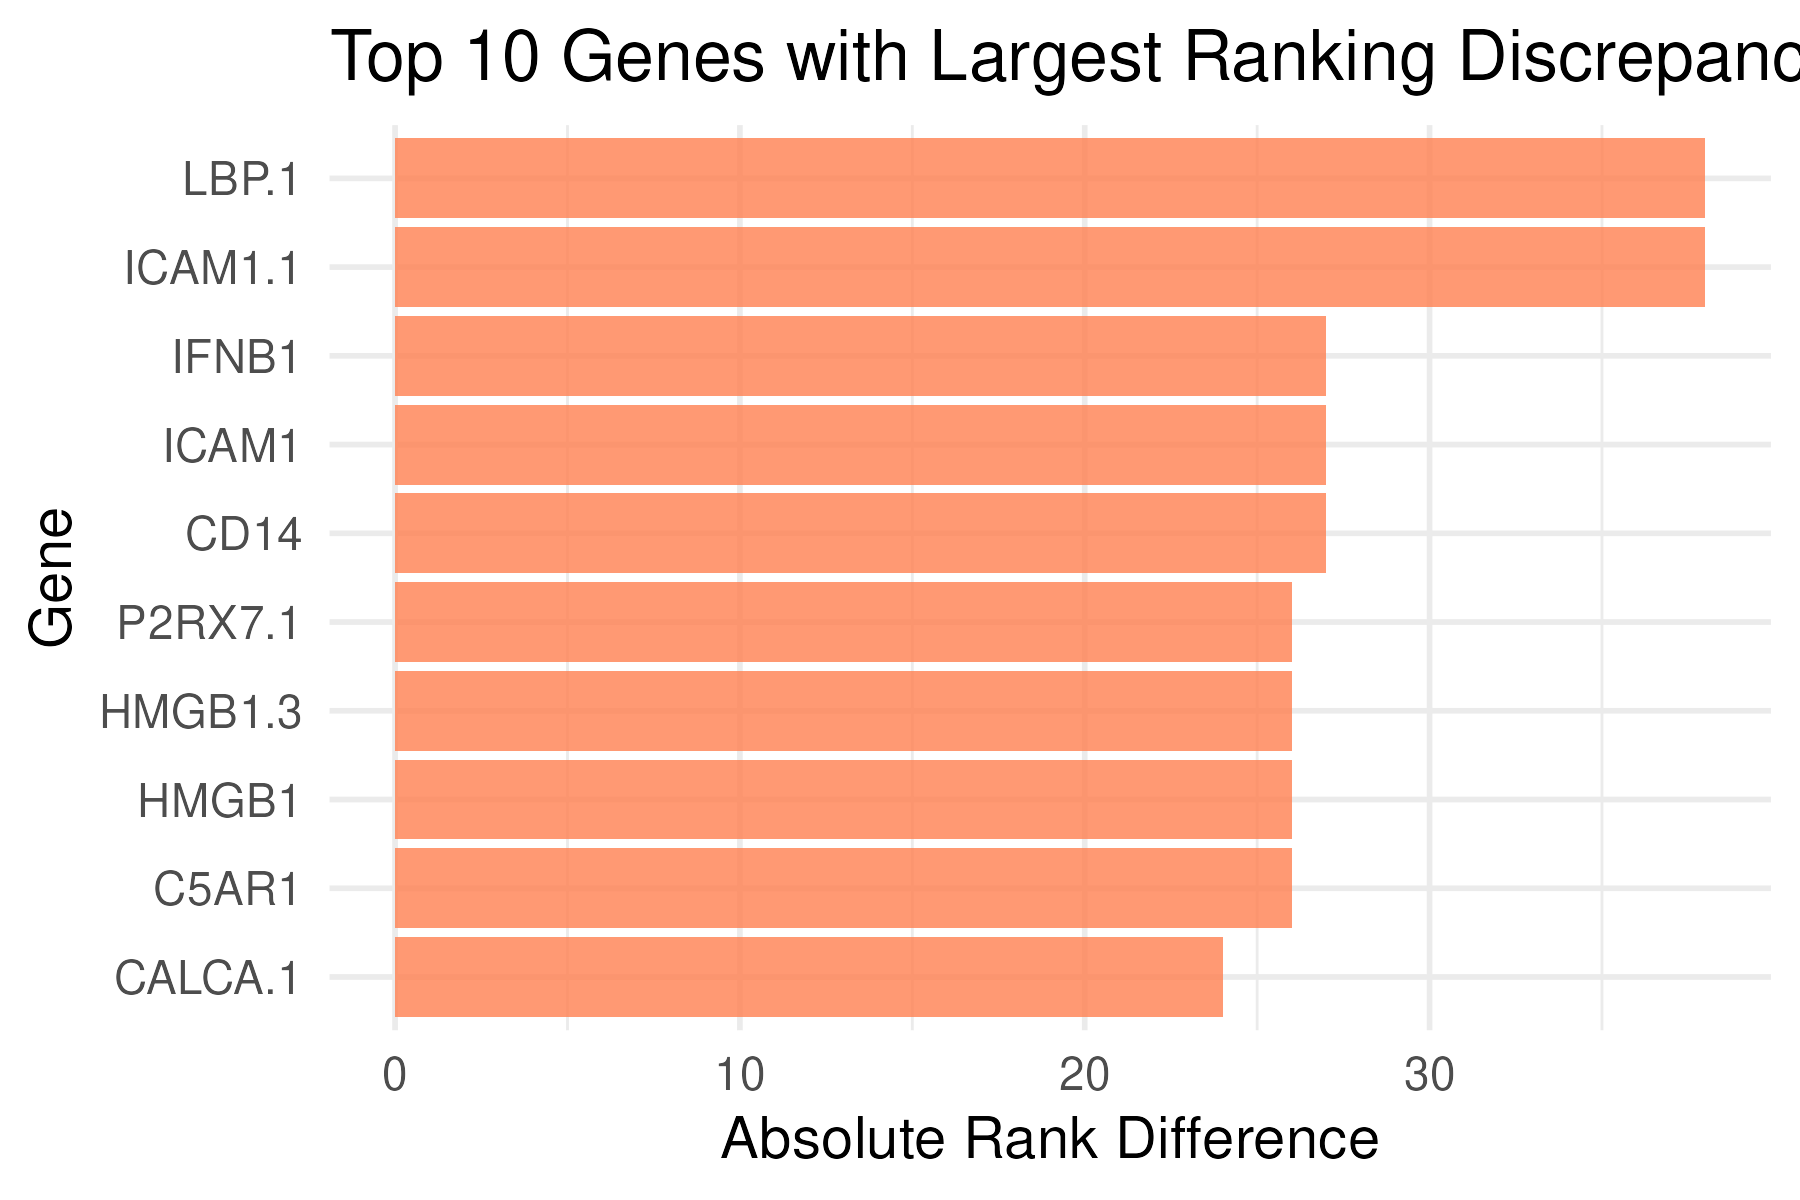 Top 10 Genes with Largest Ranking Discrepanc
LBP.1
ICAM1.1
IFNB1
ICAM1
CD14
P2RX7.1
HMGB1.3
HMGB1
C5AR1
CALCA.1
Gene
0 10 20 30
Absolute Rank Difference